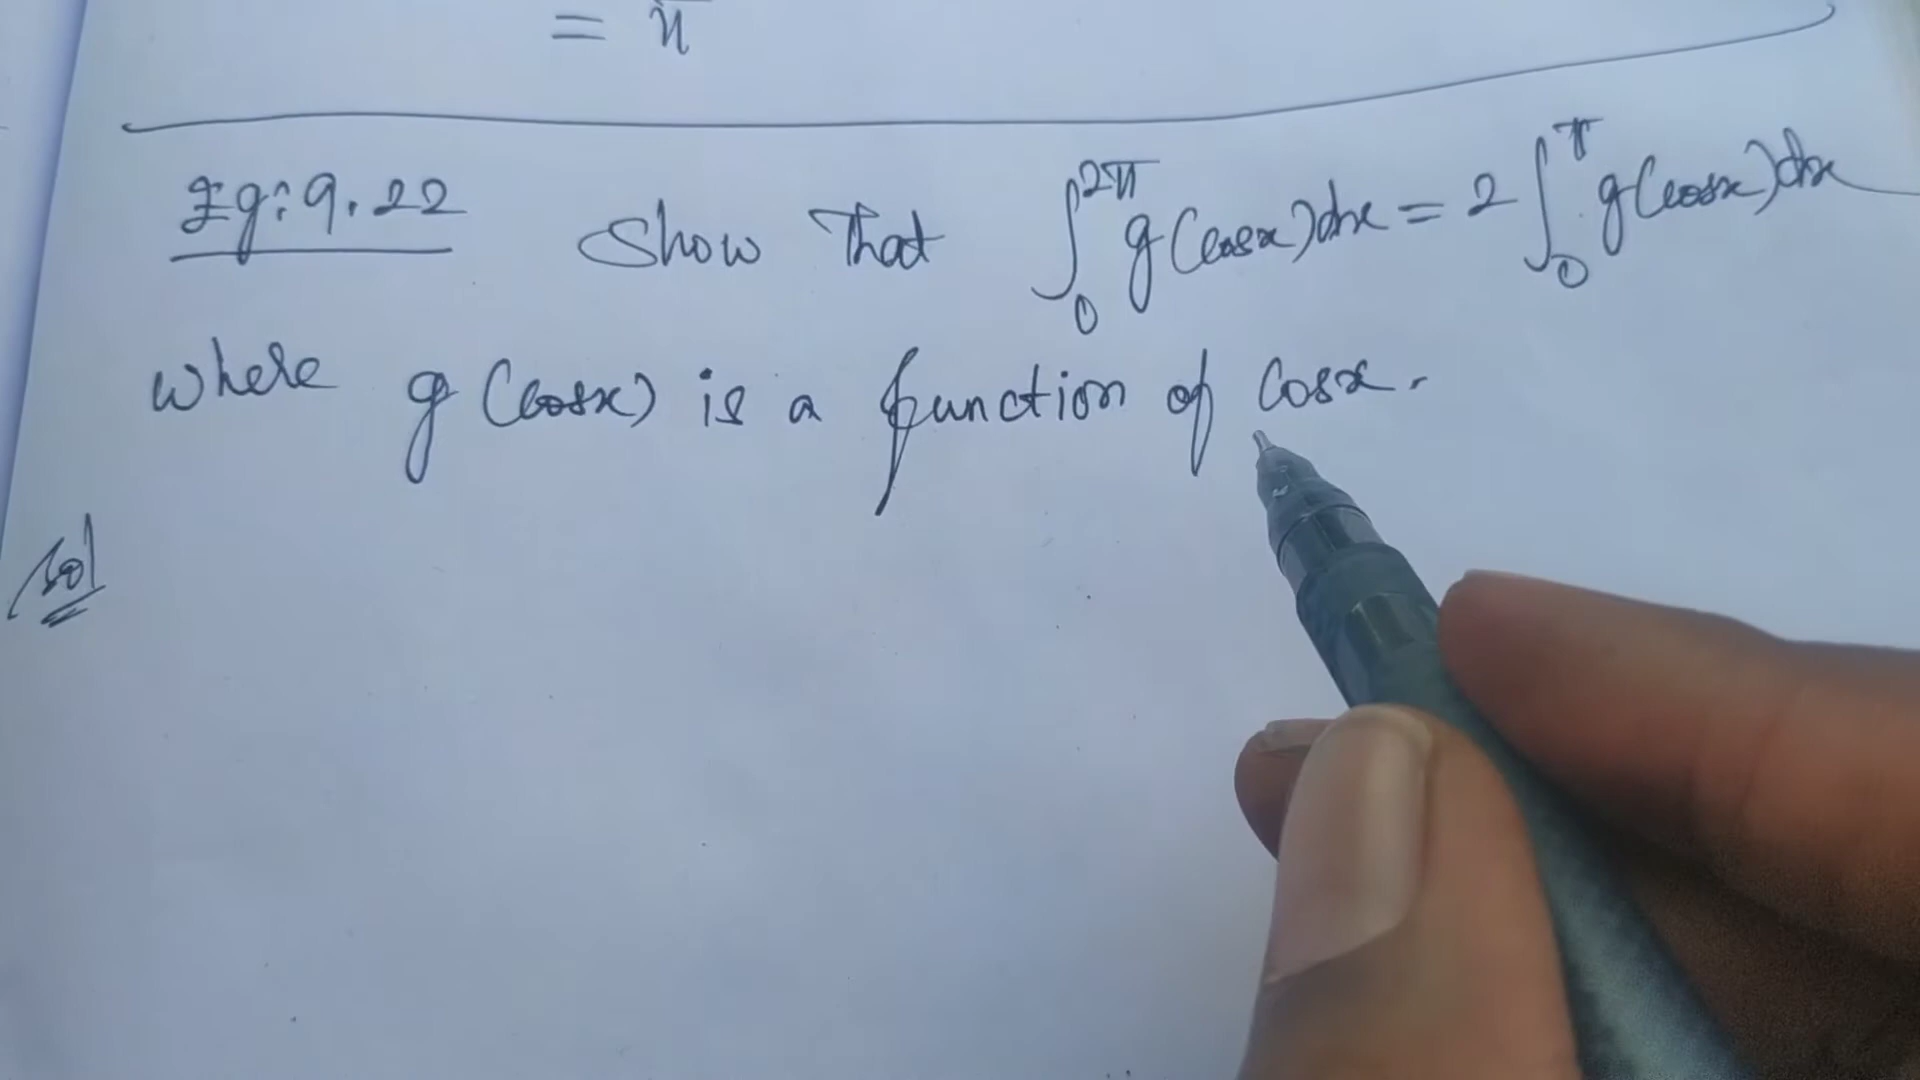 = π
Eg: 9.22 Show that ∫₀^2π g(cosx)dx = 2 ∫₀^π g(cosx)dx
where g(cosx) is a function of cosx.
Sol